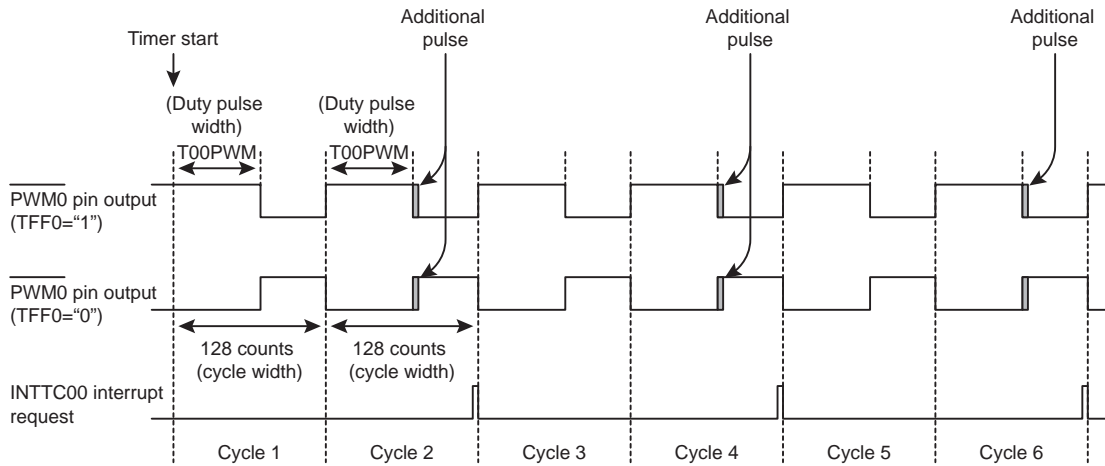 Additional
pulse
Additional
pulse
Additional
pulse
Timer start
(Duty pulse
width)
T00PWM
(Duty pulse
width)
T00PWM
PWM0 pin output
(TFF0=“1”)
PWM0 pin output
(TFF0=“0”)
128 counts
(cycle width)
128 counts
(cycle width)
INTTC00 interrupt
request
Cycle 1
Cycle 2
Cycle 3
Cycle 4
Cycle 5
Cycle 6